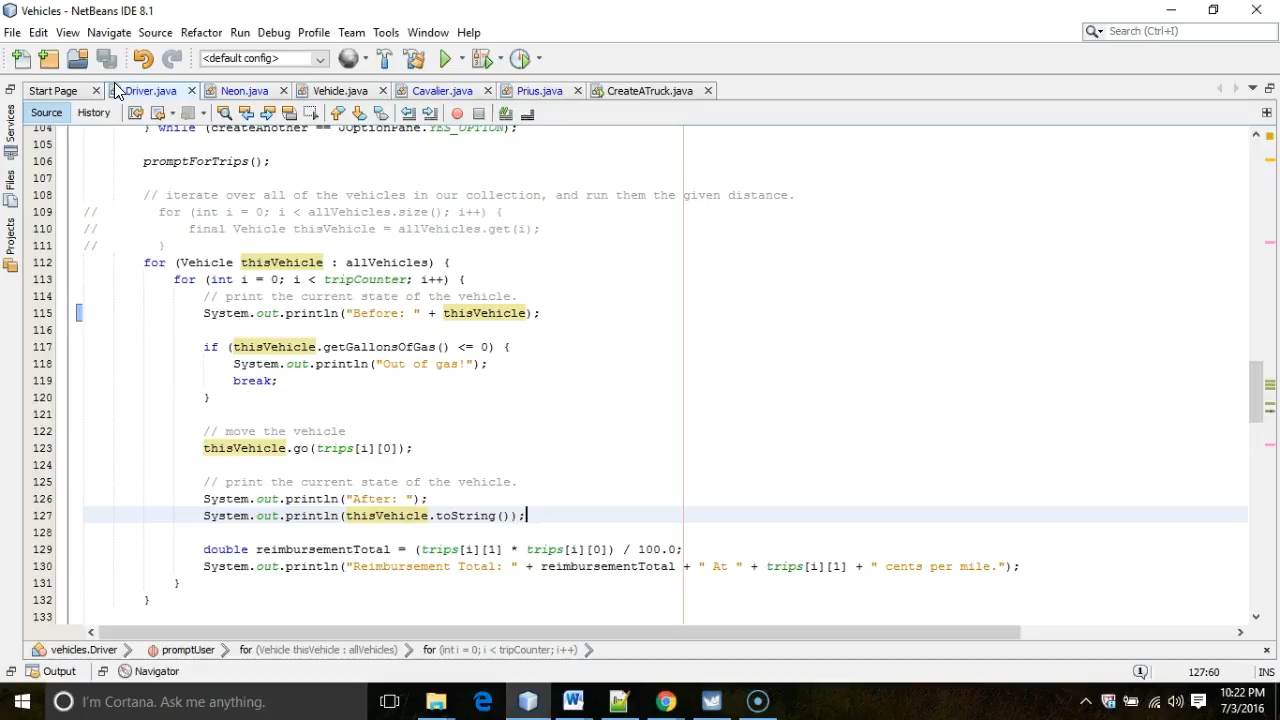 Vehicles - NetBeans IDE 8.1
File Edit View Navigate Source Refactor Run Debug Profile Team Tools Window Help
Search (Ctrl+I)
<default config>
Start Page Driver.java Neon.java Vehicle.java Cavalier.java Prius.java CreateATruck.java
Source History
Services
Files
Projects
104 } while (createAnother == JOptionPane.YES_OPTION);
105
106 promptForTrips();
107
108 // iterate over all of the vehicles in our collection, and run them the given distance.
109 // for (int i = 0; i < allVehicles.size(); i++) {
110 // final Vehicle thisVehicle = allVehicles.get(i);
111 // }
112 for (Vehicle thisVehicle : allVehicles) {
113 for (int i = 0; i < tripCounter; i++) {
114 // print the current state of the vehicle.
115 System.out.println("Before: " + thisVehicle);
116
117 if (thisVehicle.getGallonsOfGas() <= 0) {
118 System.out.println("Out of gas!");
119 break;
120 }
121
122 // move the vehicle
123 thisVehicle.go(trips[i][0]);
124
125 // print the current state of the vehicle.
126 System.out.println("After: ");
127 System.out.println(thisVehicle.toString());
128
129 double reimbursementTotal = (trips[i][1] * trips[i][0]) / 100.0;
130 System.out.println("Reimbursement Total: " + reimbursementTotal + " At " + trips[i][1] + " cents per mile.");
131 }
132 }
133
vehicles.Driver promptUser for (Vehicle thisVehicle : allVehicles) for (int i = 0; i < tripCounter; i++)
Output Navigator 127:60 INS
I'm Cortana. Ask me anything.
10:22 PM
7/3/2016